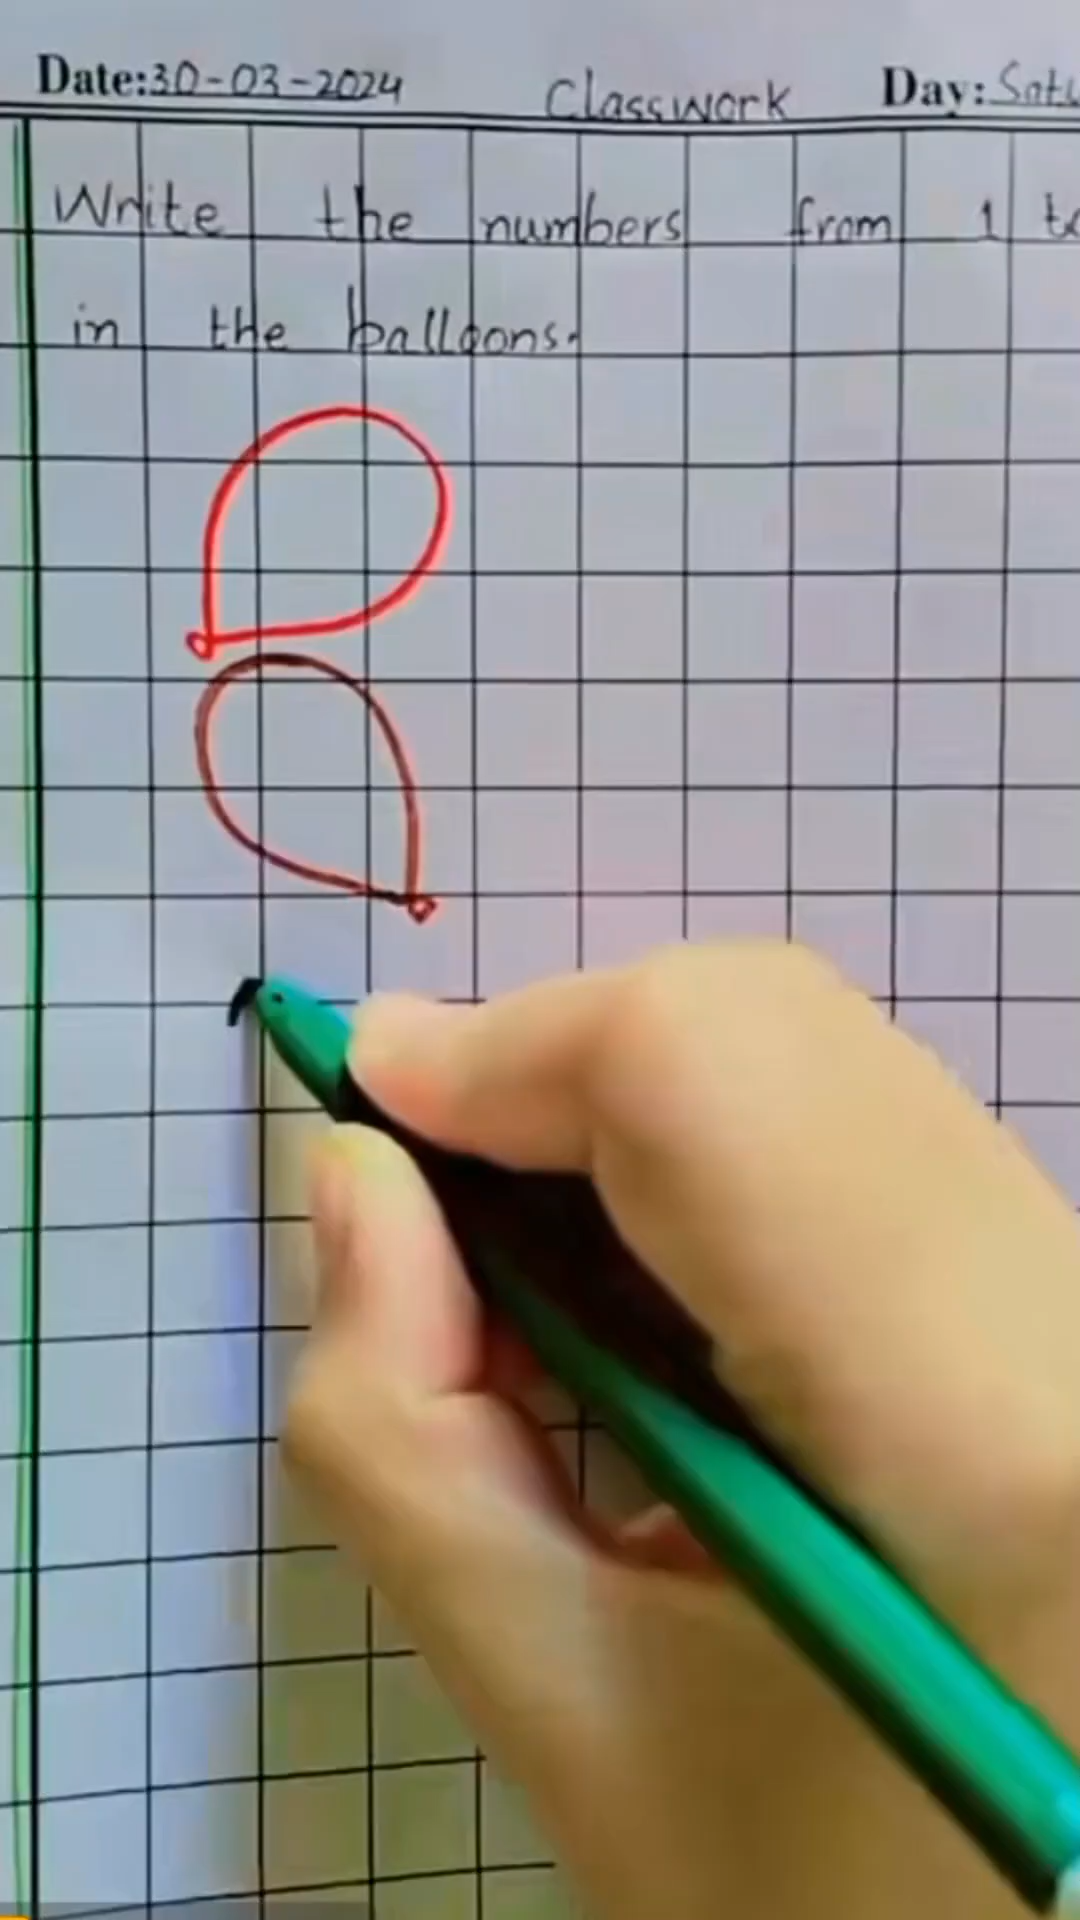 Date: 30-03-2024 Classwork Day:
Write the numbers from 1
in the balloons.